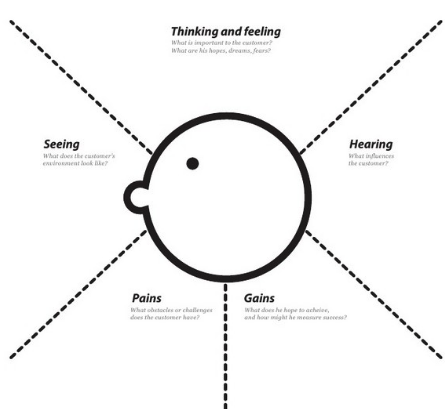 Thinking and feeling
What is important to the customer?
What are his hopes, dreams, fears?
Seeing
What does the customer's
environment look like?
Hearing
What influences
the customer?
Pains
What obstacles or challenges
does the customer have?
Gains
What does he hope to acheive,
and how might be measure success?